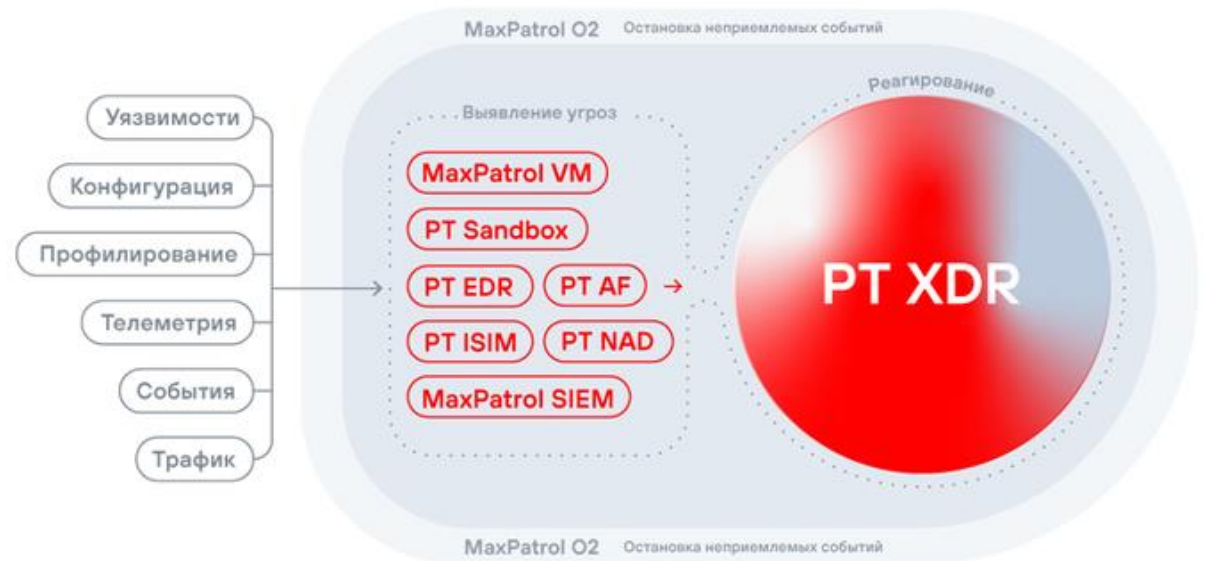 MaxPatrol O2 Остановка неприемлемых событий
Реагирование
Выявление угроз
Уязвимости
Конфигурация
Профилирование
Телеметрия
События
Трафик
MaxPatrol VM
PT Sandbox
PT EDR PT AF →
PT ISIM PT NAD
MaxPatrol SIEM
PT XDR
MaxPatrol O2 Остановка неприемлемых событий